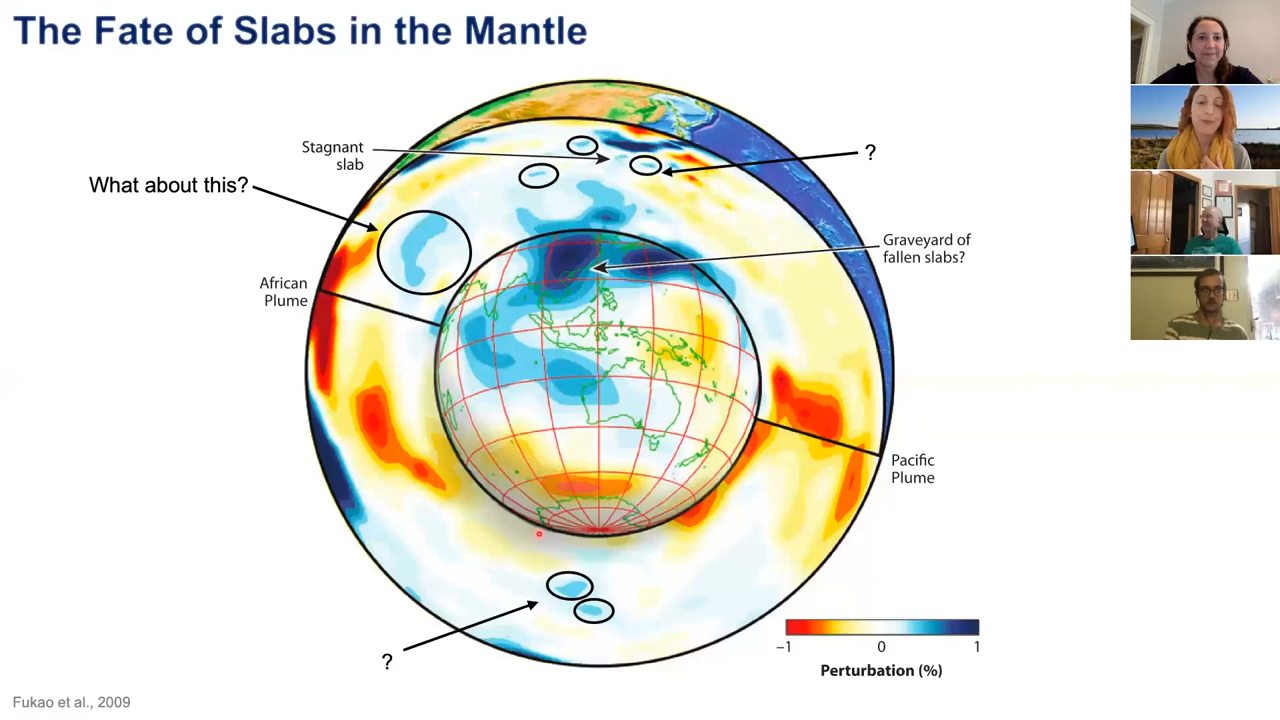 The Fate of Slabs in the Mantle
Stagnant
slab
?
What about this?
Graveyard of
fallen slabs?
African
Plume
Pacific
Plume
?
−1
0
1
Perturbation (%)
Fukao et al., 2009